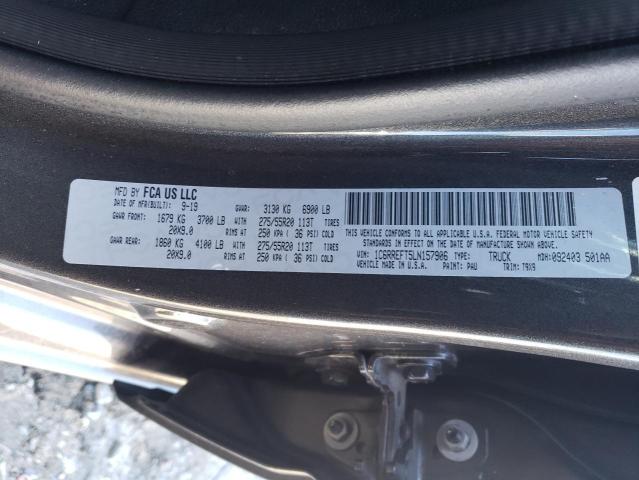 MFD BY FCA US LLC
DATE OF MFR(BUILT): 9-19 GVWR: 3130 KG 6900 LB
GAWR FRONT: 1679 KG 3700 LB WITH 275/55R20 113T TIRES
20X9.0 RIMS AT 250 KPA ( 36 PSI) COLD
GAWR REAR: 1860 KG 4100 LB WITH 275/55R20 113T TIRES
20X9.0 RIMS AT 250 KPA ( 36 PSI) COLD
THIS VEHICLE CONFORMS TO ALL APPLICABLE U.S.A. FEDERAL MOTOR VEHICLE SAFETY
STANDARDS IN EFFECT ON THE DATE OF MANUFACTURE SHOWN ABOVE.
VIN: 1C6RREFT5LN157906 TYPE: TRUCK MDH:092403 501AA
VEHICLE MADE IN U.S.A. PAINT: PAU TRIM: T9X9